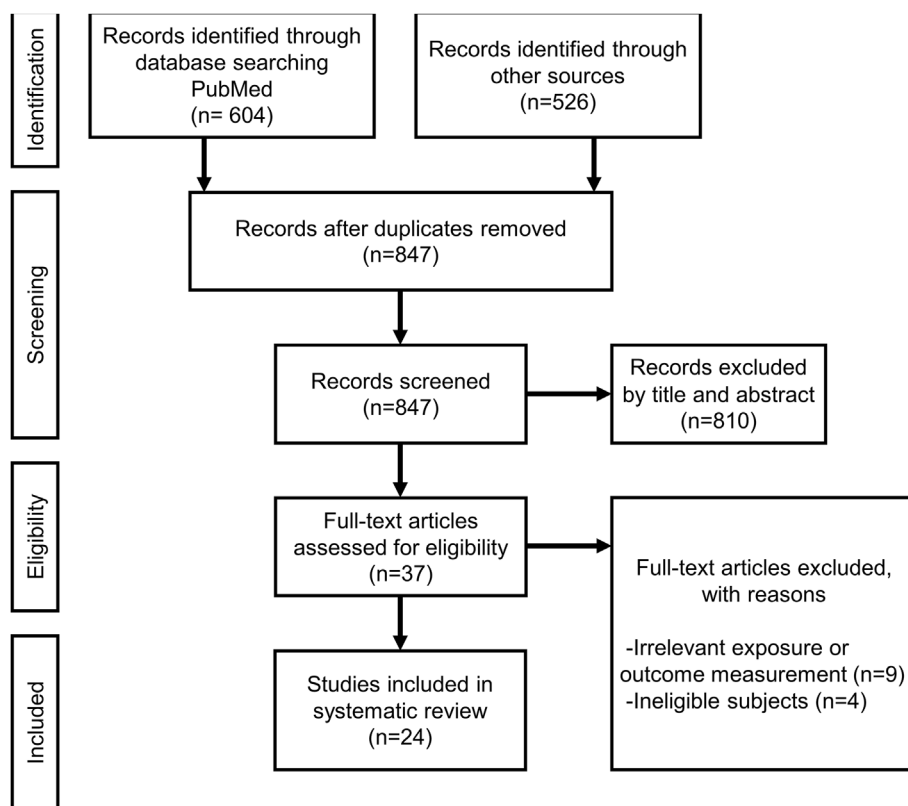 Identification
Records identified through
database searching
PubMed
(n= 604)
Records identified through
other sources
(n=526)
Screening
Records after duplicates removed
(n=847)
Records screened
(n=847)
Records excluded
by title and abstract
(n=810)
Eligibility
Full-text articles
assessed for eligibility
(n=37)
Full-text articles excluded,
with reasons
-Irrelevant exposure or
outcome measurement (n=9)
-Ineligible subjects (n=4)
Included
Studies included in
systematic review
(n=24)